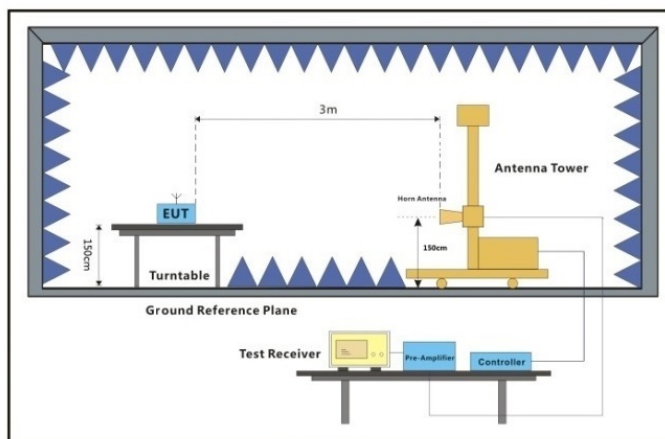 3m
Antenna Tower
Horn Antenna
EUT
150cm
150cm
Turntable
Ground Reference Plane
Test Receiver
Pre-Amplifier
Controller